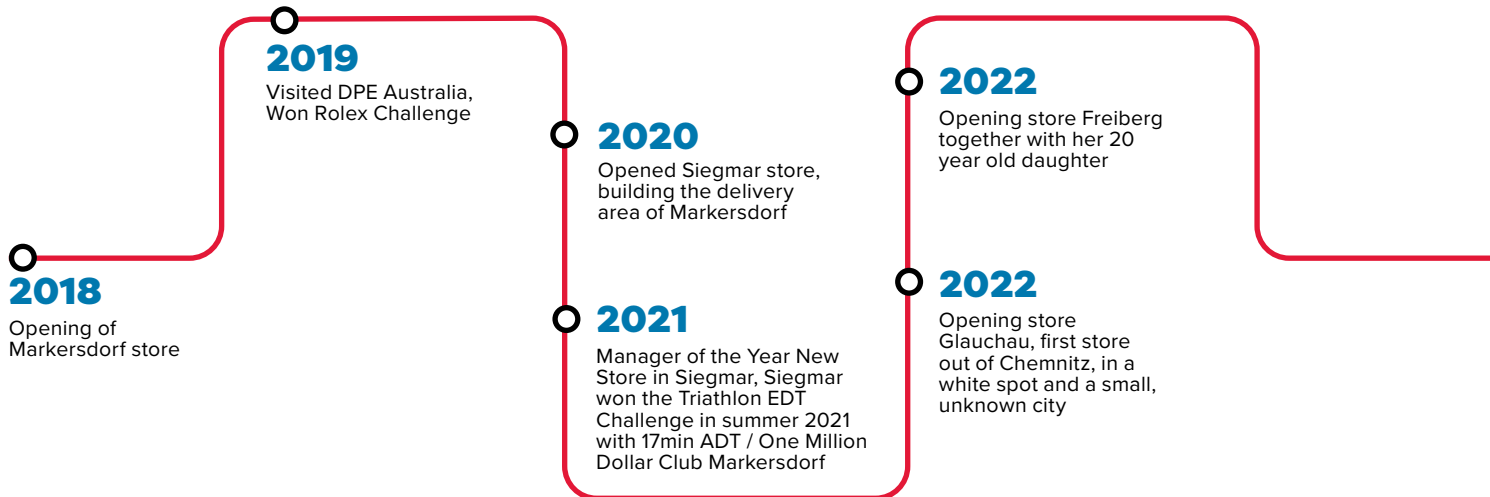 2018
Opening of
Markersdorf store
2019
Visited DPE Australia,
Won Rolex Challenge
2020
Opened Siegmar store,
building the delivery
area of Markersdorf
2021
Manager of the Year New
Store in Siegmar, Siegmar
won the Triathlon EDT
Challenge in summer 2021
with 17min ADT / One Million
Dollar Club Markersdorf
2022
Opening store
Glauchau, first store
out of Chemnitz, in a
white spot and a small,
unknown city
2022
Opening store Freiberg
together with her 20
year old daughter